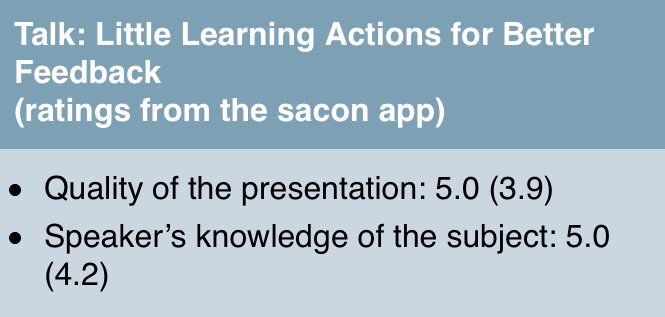 Talk: Little Learning Actions for Better
Feedback
(ratings from the sacon app)
• Quality of the presentation: 5.0 (3.9)
• Speaker’s knowledge of the subject: 5.0
(4.2)